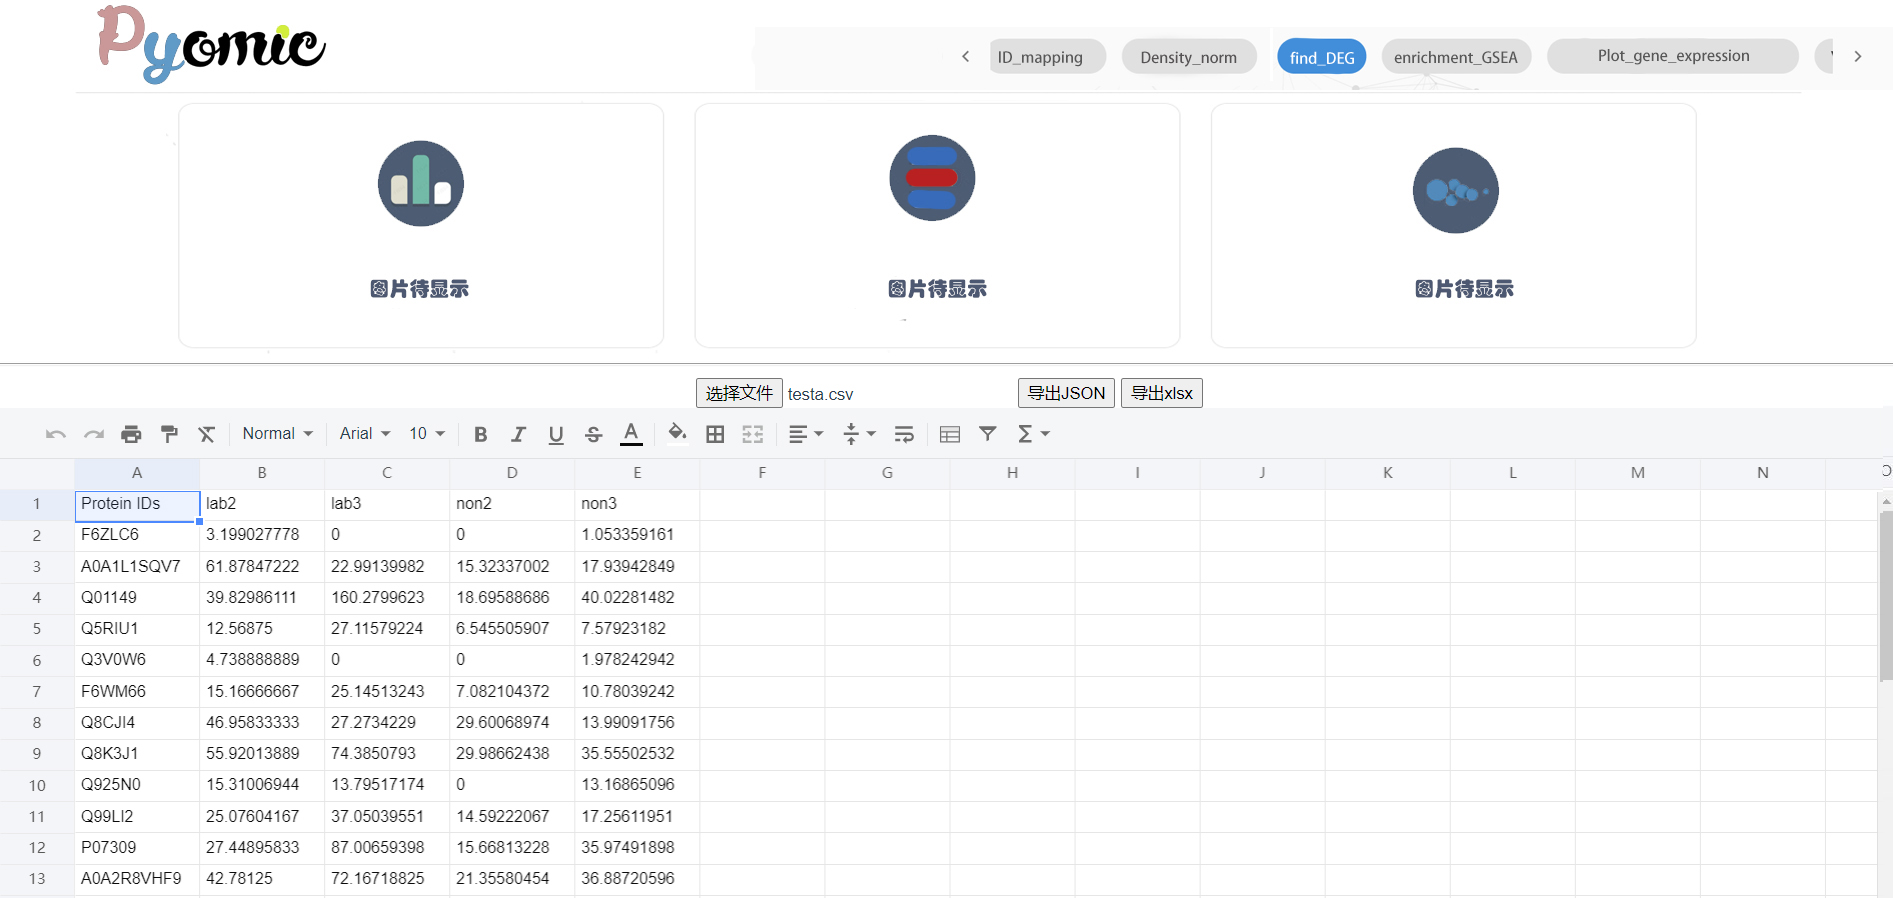 Pyomic
ID_mapping Density_norm find_DEG enrichment_GSEA Plot_gene_expression
图片待显示 图片待显示 图片待显示
选择文件 testa.csv 导出JSON 导出xlsx
Normal Arial 10 B I U S A Σ
A B C D E F G H I J K L M N O
1 Protein IDs lab2 lab3 non2 non3
2 F6ZLC6 3.199027778 0 0 1.053359161
3 A0A1L1SQV7 61.87847222 22.99139982 15.32337002 17.93942849
4 Q01149 39.82986111 160.2799623 18.69588686 40.02281482
5 Q5RIU1 12.56875 27.11579224 6.545505907 7.57923182
6 Q3V0W6 4.738888889 0 0 1.978242942
7 F6WM66 15.16666667 25.14513243 7.082104372 10.78039242
8 Q8CJI4 46.95833333 27.2734229 29.60068974 13.99091756
9 Q8K3J1 55.92013889 74.3850793 29.98662438 35.55502532
10 Q925N0 15.31006944 13.79517174 0 13.16865096
11 Q99LI2 25.07604167 37.05039551 14.59222067 17.25611951
12 P07309 27.44895833 87.00659398 15.66813228 35.97491898
13 A0A2R8VHF9 42.78125 72.16718825 21.35580454 36.88720596